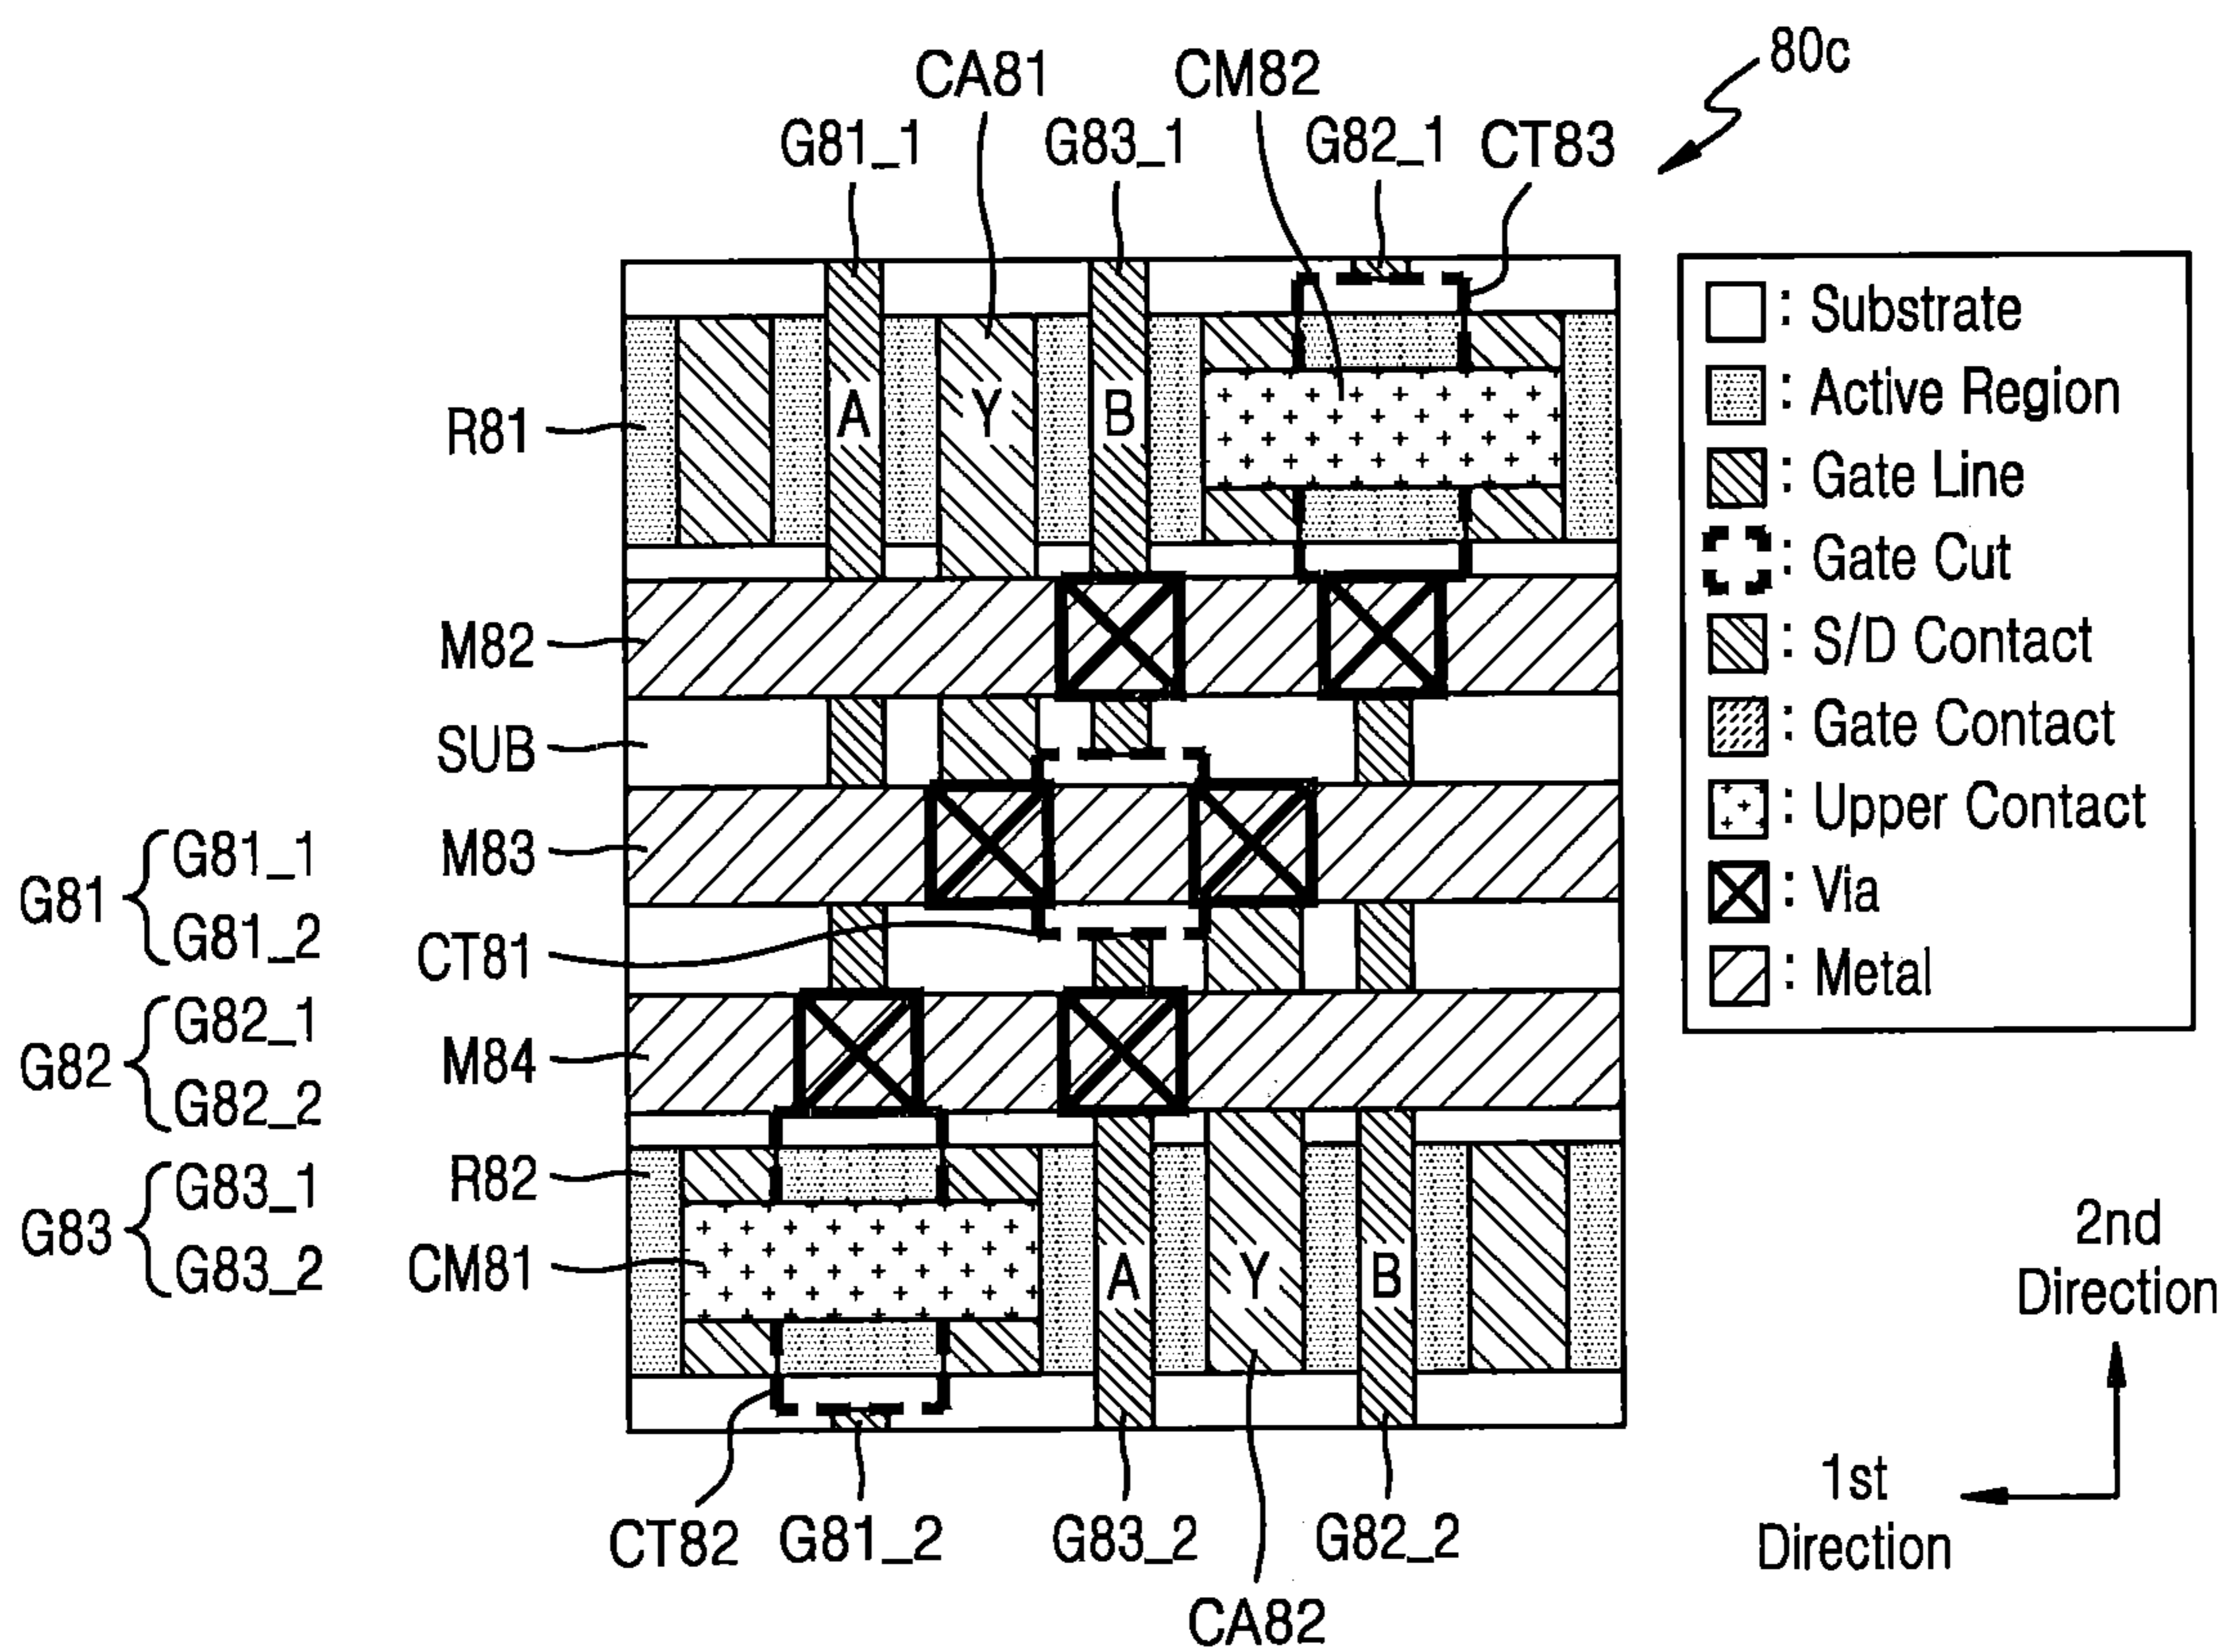 80c
CA81 CM82
G81_1 G83_1 G82_1 CT83
R81
A Y B
M82
SUB
M83
CT81
M84
R82
CM81
A Y B
G81 G81_1
G81_2
G82 G82_1
G82_2
G83 G83_1
G83_2
CT82 G81_2 G83_2 G82_2
CA82
: Substrate
: Active Region
: Gate Line
: Gate Cut
: S/D Contact
: Gate Contact
: Upper Contact
: Via
: Metal
2nd
Direction
1st
Direction